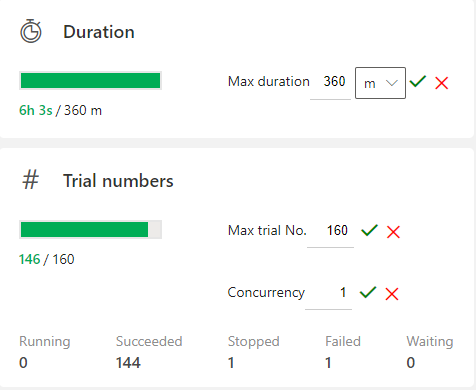 Duration
Max duration 360 m
6h 3s / 360 m
# Trial numbers
Max trial No. 160
146 / 160
Concurrency 1
Running Succeeded Stopped Failed Waiting
0 144 1 1 0